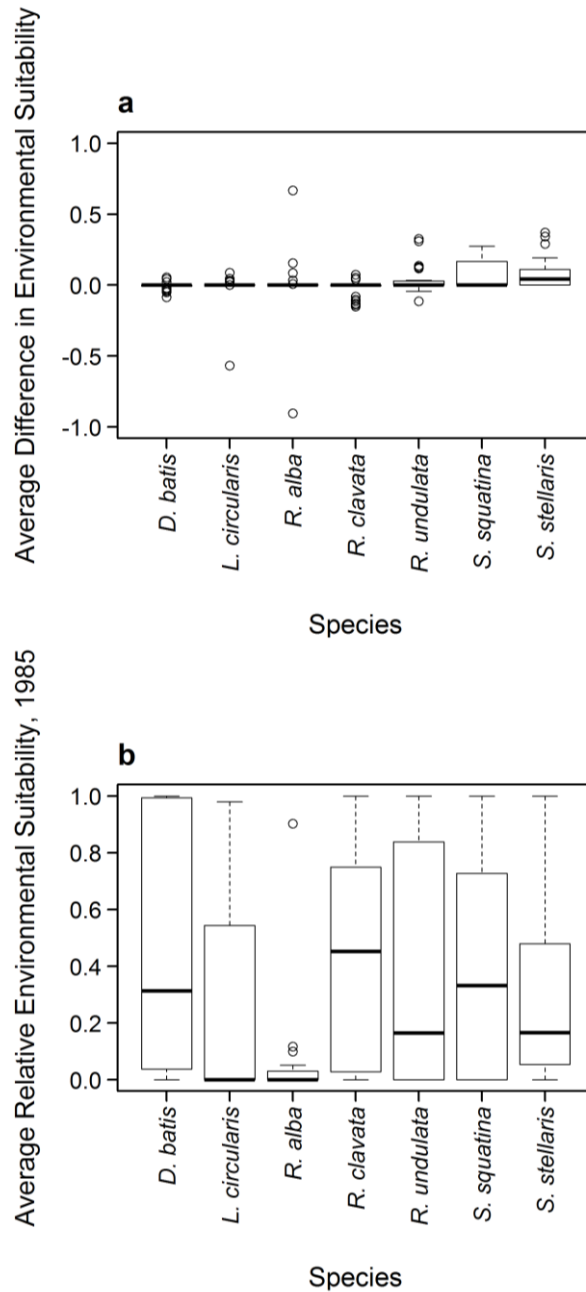 a
Average Difference in Environmental Suitability
1.0
0.5
0.0
-0.5
-1.0
D. batis
L. circularis
R. alba
R. clavata
R. undulata
S. squatina
S. stellaris
Species
b
Average Relative Environmental Suitability, 1985
1.0
0.8
0.6
0.4
0.2
0.0
D. batis
L. circularis
R. alba
R. clavata
R. undulata
S. squatina
S. stellaris
Species